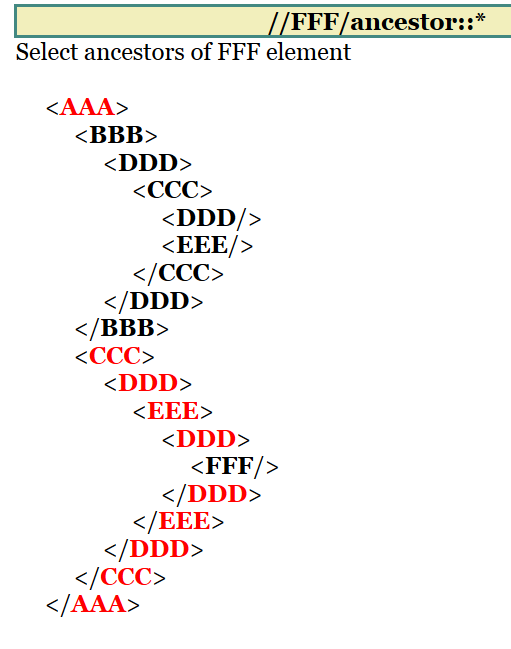 //FFF/ancestor::*
Select ancestors of FFF element
<AAA>
<BBB>
<DDD>
<CCC>
<DDD/>
<EEE/>
</CCC>
</DDD>
</BBB>
<CCC>
<DDD>
<EEE>
<DDD>
<FFF/>
</DDD>
</EEE>
</DDD>
</CCC>
</AAA>